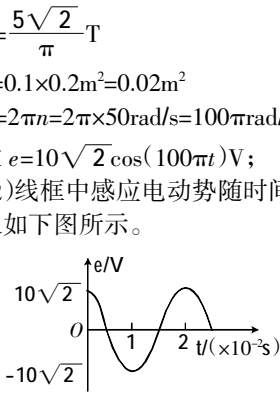 =5√2/π T
=0.1×0.2m²=0.02m²
=2πn=2π×50rad/s=100πrad/
e=10√2cos(100πt)V；
)线框中感应电动势随时间
如下图所示。
e/V
10√2
O 1 2 t/(×10⁻²s)
-10√2